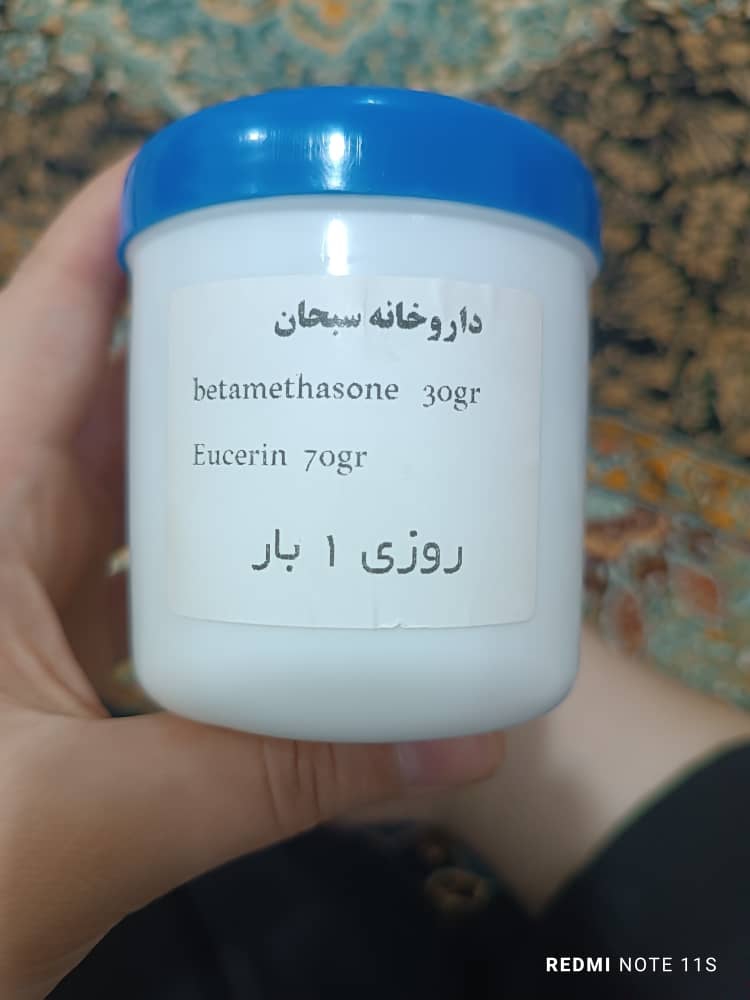 داروخانه سبحان
betamethasone 30gr
Eucerin 70gr
روزی ۱ بار
REDMI NOTE 11S